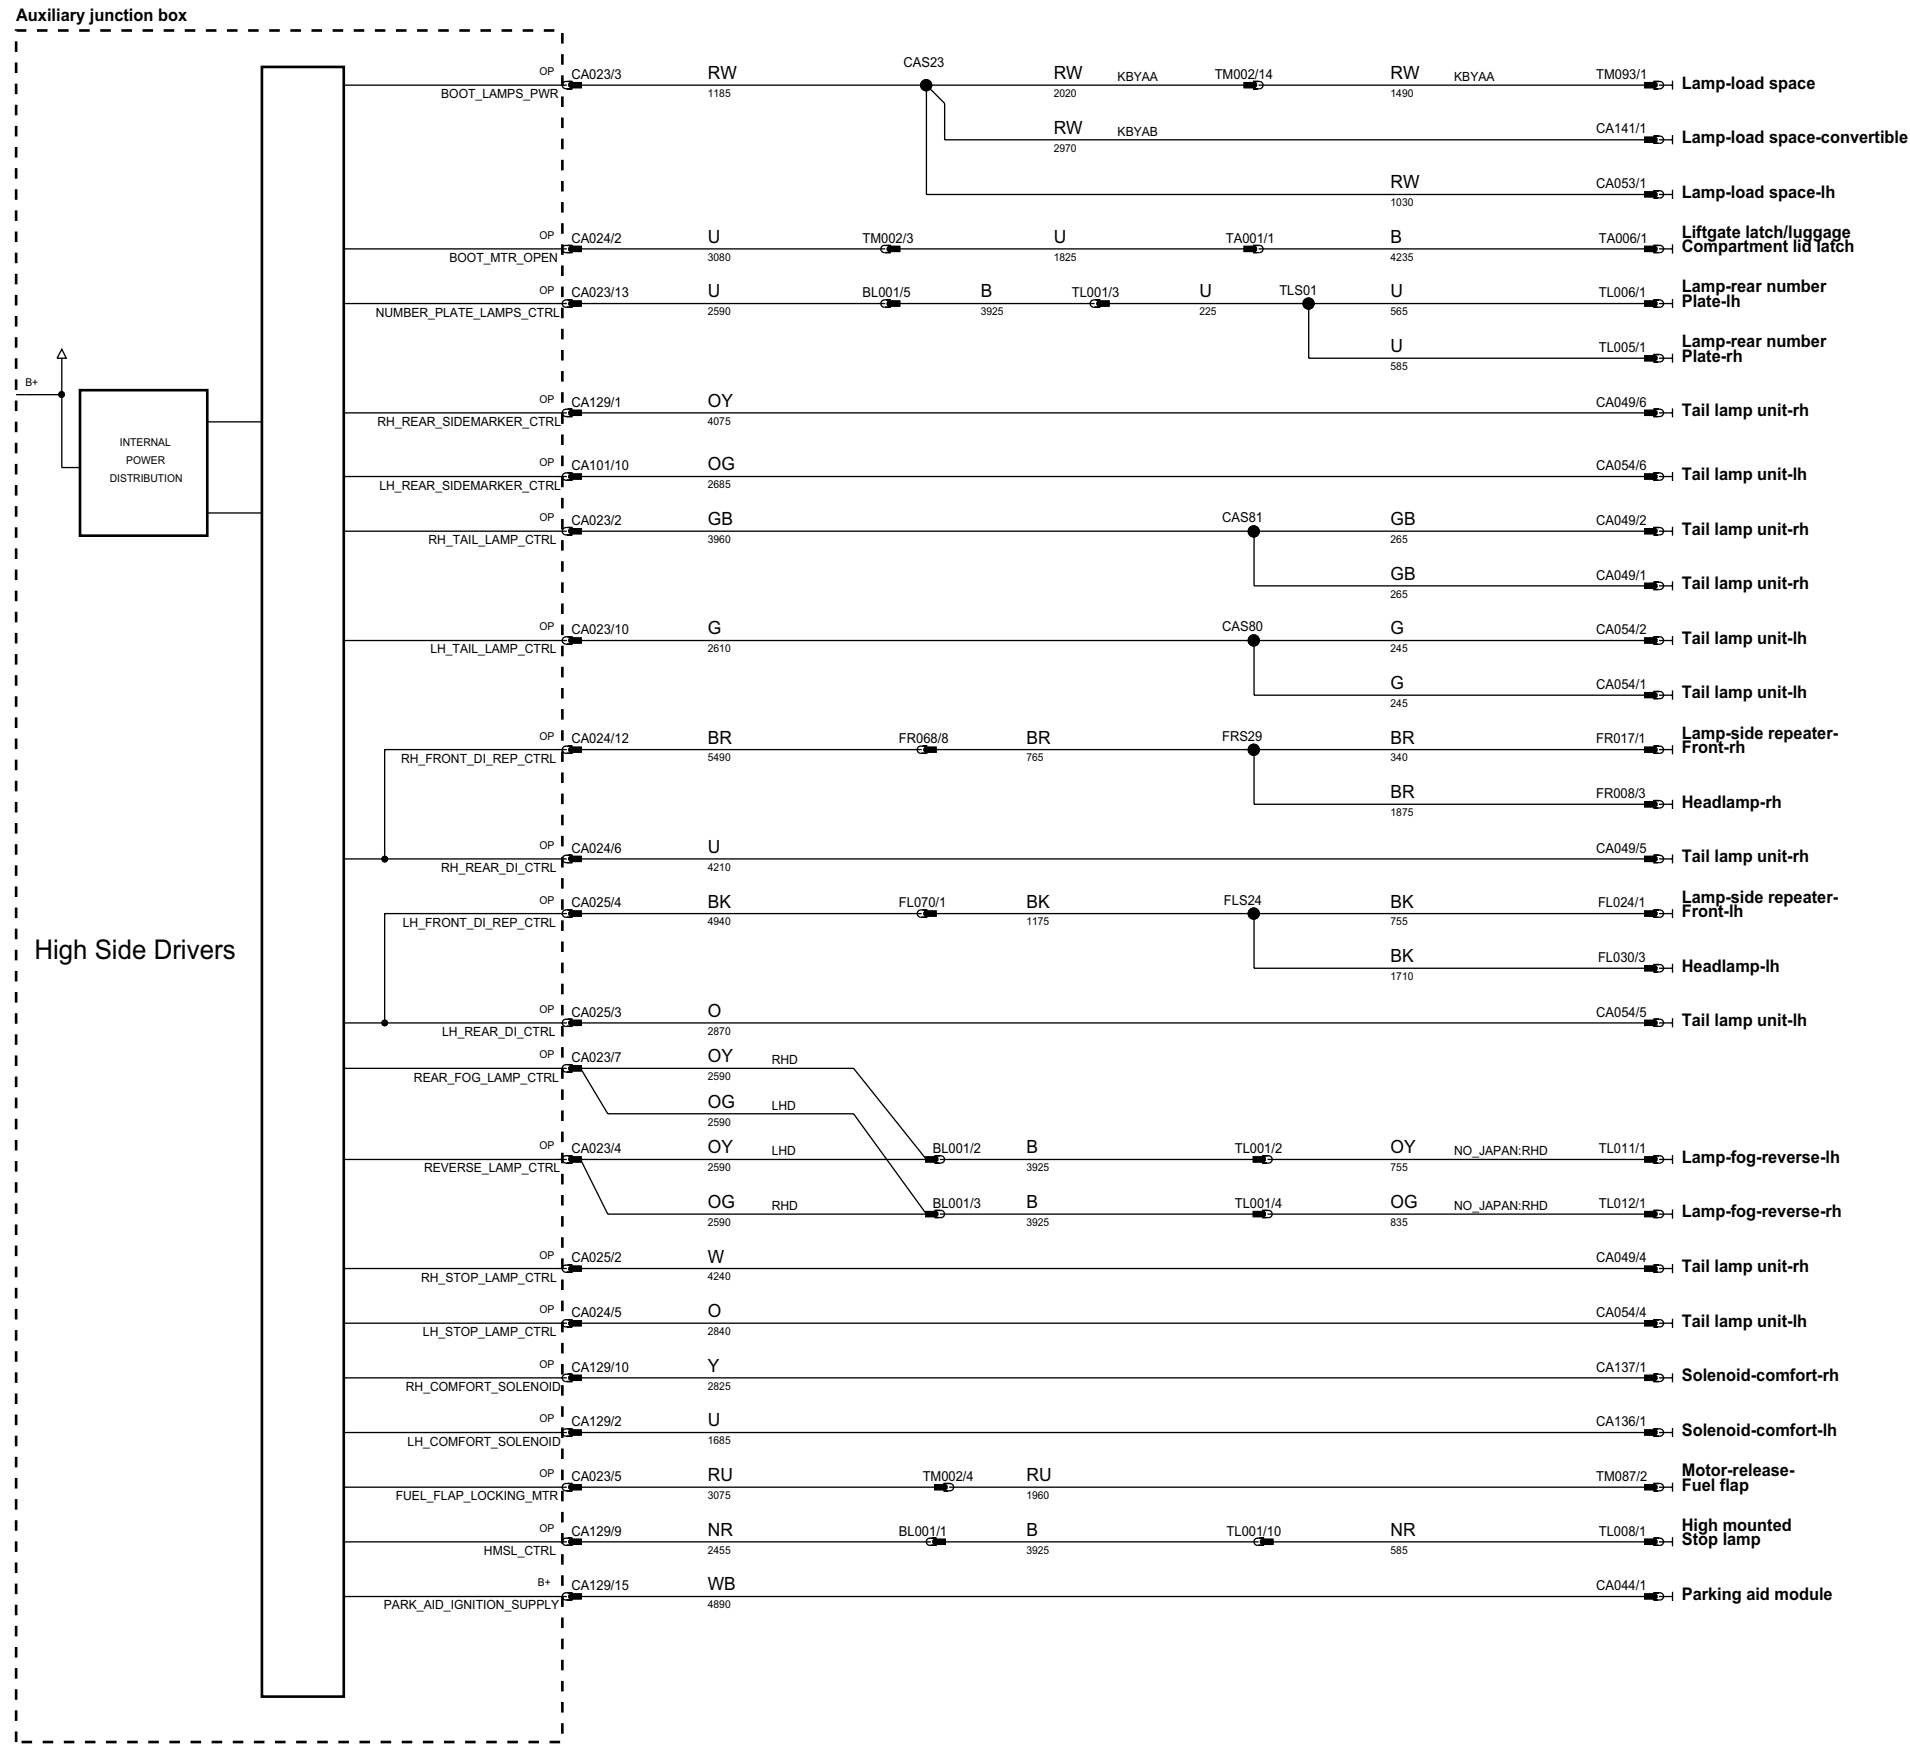 Auxiliary junction box
OP CA023/3 RW CAS23 RW KBYAA TM002/14 RW KBYAA TM093/1 Lamp-load space
BOOT_LAMPS_PWR 1185 2020 1490
RW KBYAB CA141/1 Lamp-load space-convertible
2970
RW CA053/1 Lamp-load space-lh
1030
OP CA024/2 U TM002/3 U TA001/1 B TA006/1 Liftgate latch/luggage
Compartment lid latch
BOOT_MTR_OPEN 3080 1825 4235
OP CA023/13 U BL001/5 B TL001/3 U TLS01 U TL006/1 Lamp-rear number
Plate-lh
NUMBER_PLATE_LAMPS_CTRL 2590 3925 225 565
U TL005/1 Lamp-rear number
Plate-rh
585
B+
OP CA129/1 OY CA049/6 Tail lamp unit-rh
RH_REAR_SIDEMARKER_CTRL 4075
INTERNAL
POWER
DISTRIBUTION
OP CA101/10 OG CA054/6 Tail lamp unit-lh
LH_REAR_SIDEMARKER_CTRL 2685
OP CA023/2 GB CAS81 GB CA049/2 Tail lamp unit-rh
RH_TAIL_LAMP_CTRL 3960 265
GB CA049/1 Tail lamp unit-rh
265
OP CA023/10 G CAS80 G CA054/2 Tail lamp unit-lh
LH_TAIL_LAMP_CTRL 2610 245
G CA054/1 Tail lamp unit-lh
245
OP CA024/12 BR FR068/8 BR FRS29 BR FR017/1 Lamp-side repeater-
Front-rh
RH_FRONT_DI_REP_CTRL 5490 765 340
BR FR008/3 Headlamp-rh
1875
OP CA024/6 U CA049/5 Tail lamp unit-rh
RH_REAR_DI_CTRL 4210
OP CA025/4 BK FL070/1 BK FLS24 BK FL024/1 Lamp-side repeater-
Front-lh
LH_FRONT_DI_REP_CTRL 4940 1175 755
High Side Drivers
BK FL030/3 Headlamp-lh
1710
OP CA025/3 O CA054/5 Tail lamp unit-lh
LH_REAR_DI_CTRL 2870
OP CA023/7 OY RHD
REAR_FOG_LAMP_CTRL 2590
OG LHD
2590
OP CA023/4 OY LHD BL001/2 B TL001/2 OY NO_JAPAN:RHD TL011/1 Lamp-fog-reverse-lh
REVERSE_LAMP_CTRL 2590 3925 755
OG RHD BL001/3 B TL001/4 OG NO_JAPAN:RHD TL012/1 Lamp-fog-reverse-rh
2590 3925 835
OP CA025/2 W CA049/4 Tail lamp unit-rh
RH_STOP_LAMP_CTRL 4240
OP CA024/5 O CA054/4 Tail lamp unit-lh
LH_STOP_LAMP_CTRL 2840
OP CA129/10 Y CA137/1 Solenoid-comfort-rh
RH_COMFORT_SOLENOID 2825
OP CA129/2 U CA136/1 Solenoid-comfort-lh
LH_COMFORT_SOLENOID 1685
OP CA023/5 RU TM002/4 RU TM087/2 Motor-release-
Fuel flap
FUEL_FLAP_LOCKING_MTR 3075 1960
OP CA129/9 NR BL001/1 B TL001/10 NR TL008/1 High mounted
Stop lamp
HMSL_CTRL 2455 3925 585
B+ CA129/15 WB CA044/1 Parking aid module
PARK_AID_IGNITION_SUPPLY 4890